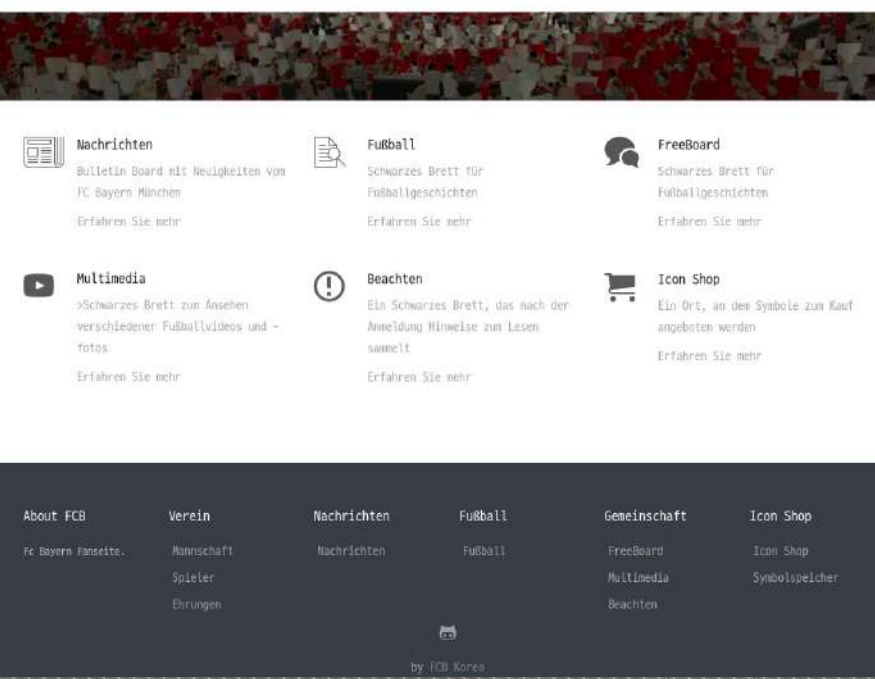 Nachrichten
Bulletin Board mit Neuigkeiten vom
FC Bayern München
Erfahren Sie mehr
Fußball
Schwarzes Brett für
Fußballgeschichten
Erfahren Sie mehr
FreeBoard
Schwarzes Brett für
Fußballgeschichten
Erfahren Sie mehr
Multimedia
>Schwarzes Brett zum Ansehen
verschiedener Fußballvideos und -
fotos
Erfahren Sie mehr
Beachten
Ein Schwarzes Brett, das nach der
Anmeldung Hinweise zum Lesen
sammelt
Erfahren Sie mehr
Icon Shop
Ein Ort, an dem Symbole zum Kauf
angeboten werden
Erfahren Sie mehr
About FCB
Fc Bayern Fanseite.
Verein
Mannschaft
Spieler
Ehrungen
Nachrichten
Nachrichten
Fußball
Fußball
Gemeinschaft
FreeBoard
Multimedia
Beachten
Icon Shop
Icon Shop
Symbolspeicher
by FCB Korea